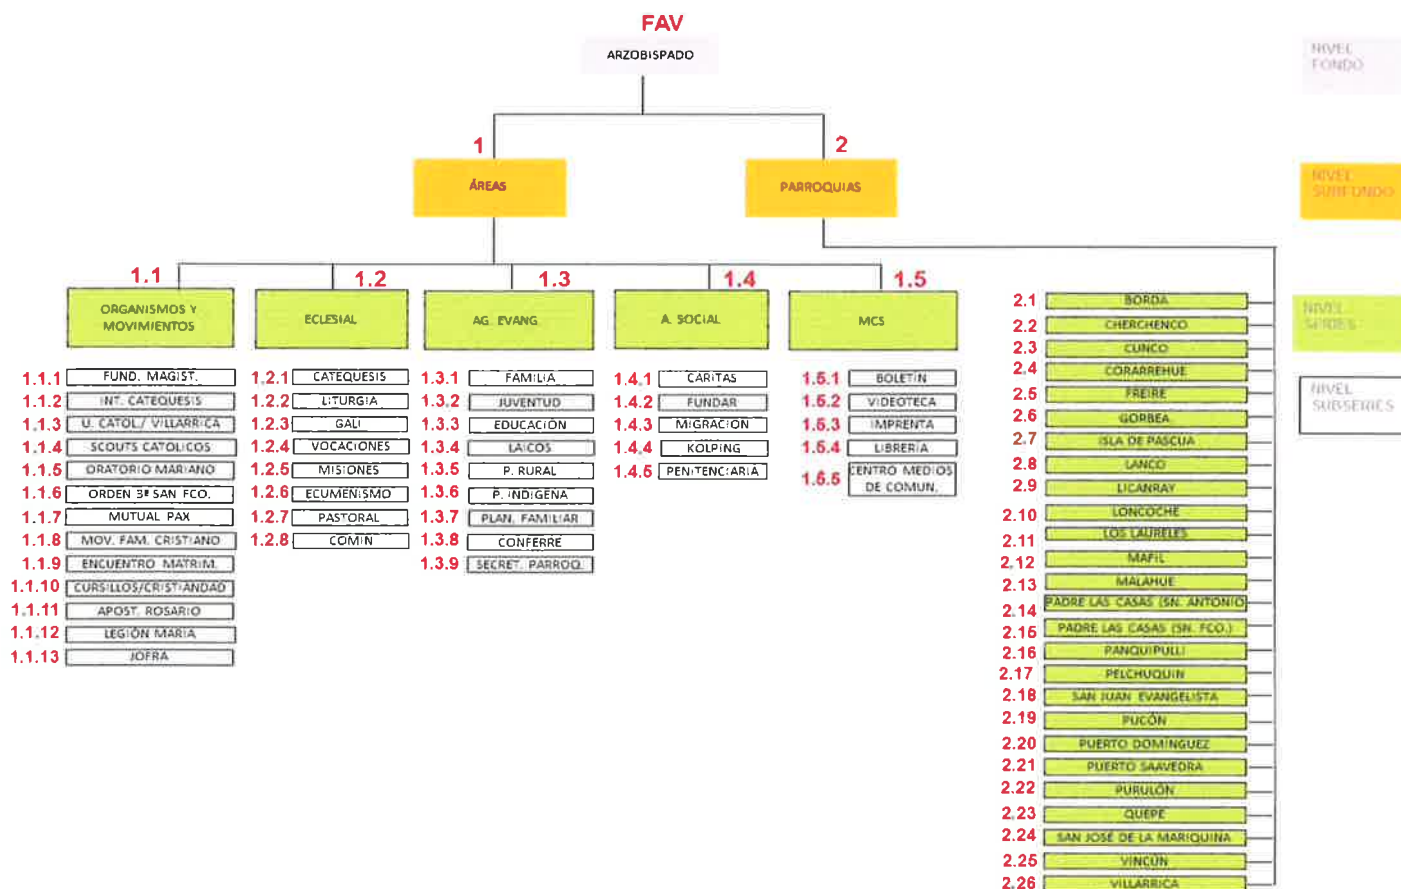 FAV
ARZOBISPADO
NIVEL
FONDO
1
2
ÁREAS
PARROQUIAS
NIVEL
SUBFONDO
1.1
1.2
1.3
1.4
1.5
ORGANISMOS Y
MOVIMIENTOS
ECLESIAL
AG. EVANG.
A. SOCIAL
MCS
NIVEL
SERIES
NIVEL
SUBSERIES
1.1.1 FUND. MAGIST.
1.1.2 INT. CATEQUESIS
1.1.3 U. CATOL./ VILLARRICA
1.1.4 SCOUTS CATOLICOS
1.1.5 ORATORIO MARIANO
1.1.6 ORDEN 3ª SAN FCO.
1.1.7 MUTUAL PAX
1.1.8 MOV. FAM. CRISTIANO
1.1.9 ENCUENTRO MATRIM.
1.1.10 CURSILLOS/CRISTIANDAD
1.1.11 APOST. ROSARIO
1.1.12 LEGIÓN MARIA
1.1.13 JOFRA
1.2.1 CATEQUESIS
1.2.2 LITURGIA
1.2.3 GALI
1.2.4 VOCACIONES
1.2.5 MISIONES
1.2.6 ECUMENISMO
1.2.7 PASTORAL
1.2.8 COMIN
1.3.1 FAMILIA
1.3.2 JUVENTUD
1.3.3 EDUCACIÓN
1.3.4 LAICOS
1.3.5 P. RURAL
1.3.6 P. INDIGENA
1.3.7 PLAN. FAMILIAR
1.3.8 CONFERRE
1.3.9 SECRET. PARROQ.
1.4.1 CARITAS
1.4.2 FUNDAR
1.4.3 MIGRACION
1.4.4 KOLPING
1.4.5 PENITENCIARIA
1.5.1 BOLETÍN
1.5.2 VIDEOTECA
1.5.3 IMPRENTA
1.5.4 LIBRERIA
1.5.5 CENTRO MEDIOS
DE COMUN.
2.1 BORDA
2.2 CHERCHENCO
2.3 CUNCO
2.4 CORARREHUE
2.5 FREIRE
2.6 GORBEA
2.7 ISLA DE PASCUA
2.8 LANCO
2.9 LICANRAY
2.10 LONCOCHE
2.11 LOS LAURELES
2.12 MAFIL
2.13 MALAHUE
2.14 PADRE LAS CASAS (SN. ANTONIO
2.15 PADRE LAS CASAS (SN. FCO.)
2.16 PANQUIPULLI
2.17 PELCHUQUIN
2.18 SAN JUAN EVANGELISTA
2.19 PUCÓN
2.20 PUERTO DOMÍNGUEZ
2.21 PUERTO SAAVEDRA
2.22 PURULÓN
2.23 QUEPE
2.24 SAN JOSÉ DE LA MARIQUINA
2.25 VINCÚN
2.26 VILLARRICA